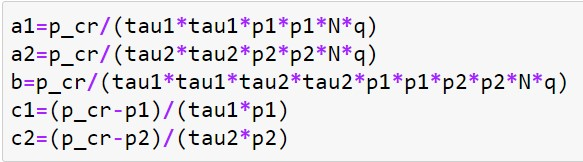 a1=p_cr/(tau1*tau1*p1*p1*N*q)
a2=p_cr/(tau2*tau2*p2*p2*N*q)
b=p_cr/(tau1*tau1*tau2*tau2*p1*p1*p2*p2*N*q)
c1=(p_cr-p1)/(tau1*p1)
c2=(p_cr-p2)/(tau2*p2)